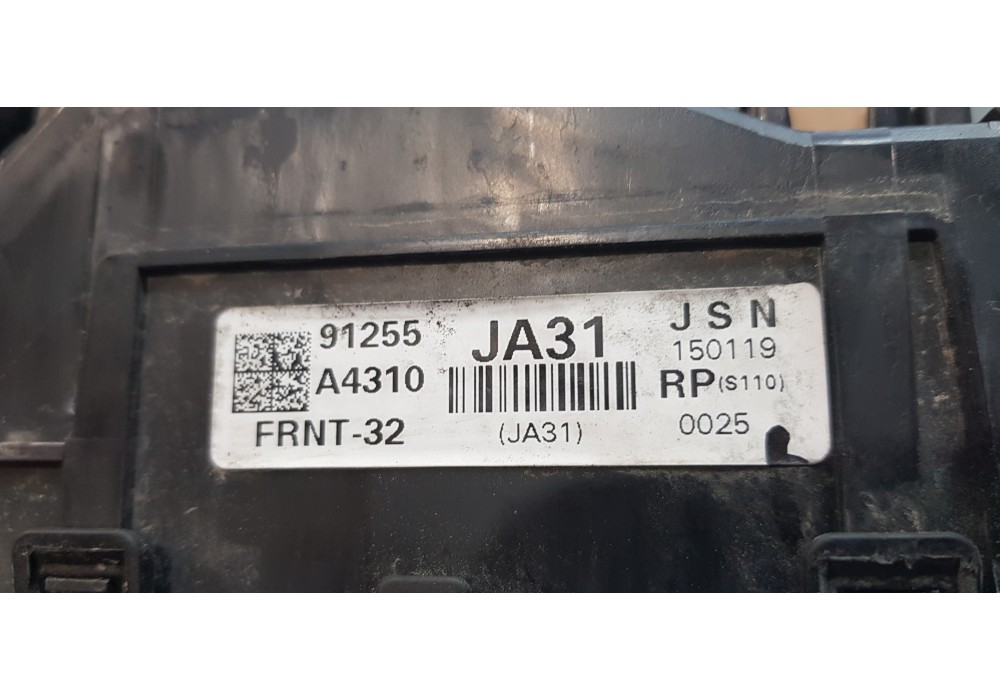 91255
A4310
FRNT-32
JA31
(JA31)
J S N
150119
RP(S110)
0025